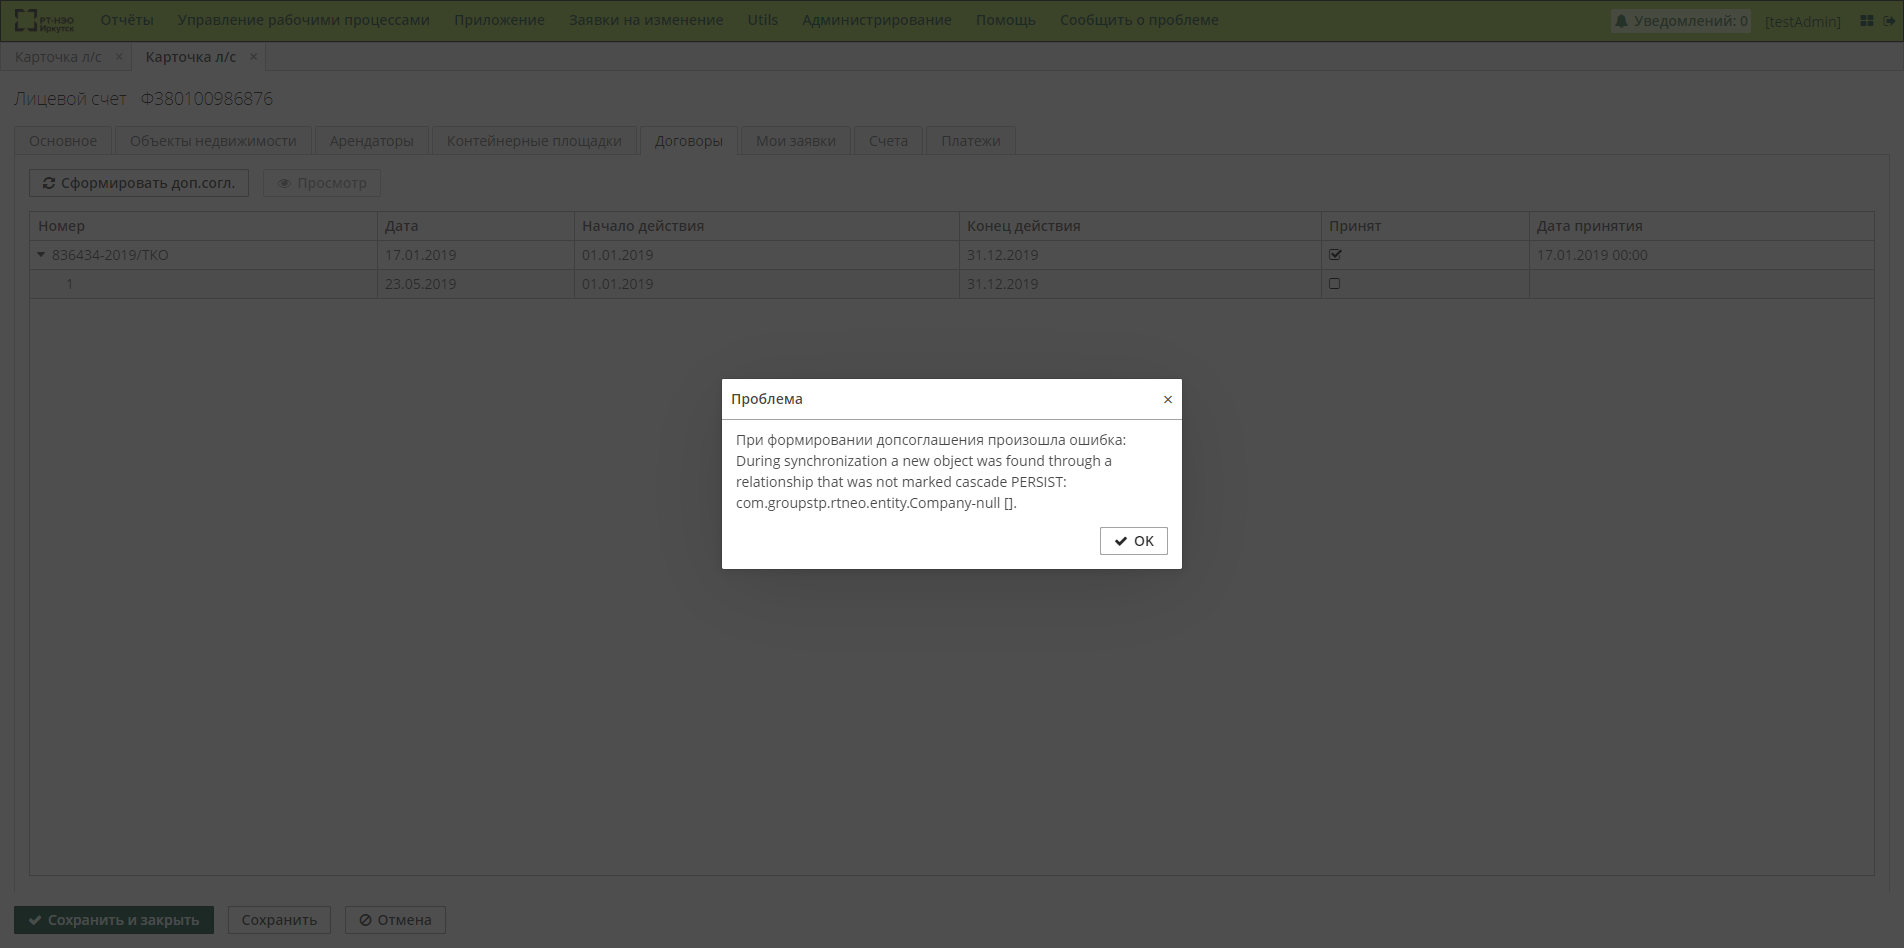 РТ-НЭО
Иркутск
Отчёты Управление рабочими процессами Приложение Заявки на изменение Utils Администрирование Помощь Сообщить о проблеме Уведомлений: 0 [testAdmin]
Карточка л/с × Карточка л/с ×
Лицевой счет Ф380100986876
Основное Объекты недвижимости Арендаторы Контейнерные площадки Договоры Мои заявки Счета Платежи
Сформировать доп.согл. Просмотр
Номер Дата Начало действия Конец действия Принят Дата принятия
836434-2019/ТКО 17.01.2019 01.01.2019 31.12.2019 17.01.2019 00:00
1 23.05.2019 01.01.2019 31.12.2019
Проблема ×
При формировании допсоглашения произошла ошибка:
During synchronization a new object was found through a
relationship that was not marked cascade PERSIST:
com.groupstp.rtneo.entity.Company-null [].
OK
Сохранить и закрыть Сохранить Отмена